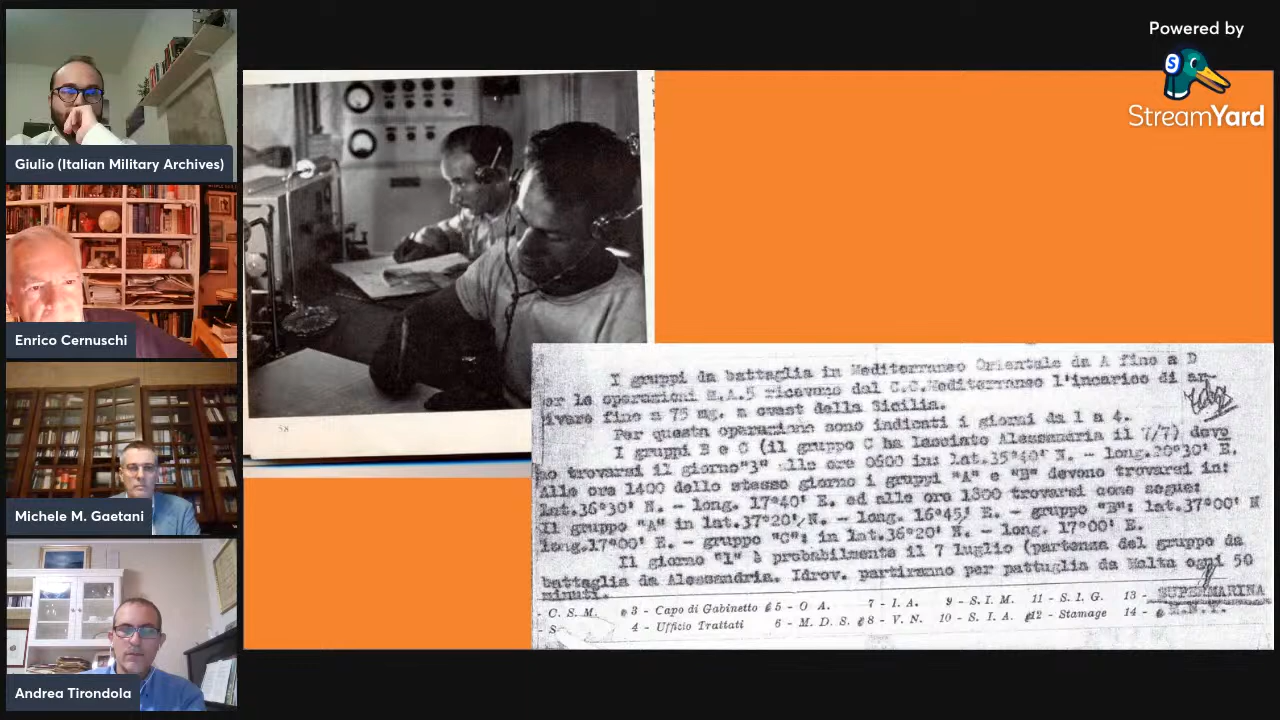 Powered by
StreamYard
Giulio (Italian Military Archives)
Enrico Cernuschi
Michele M. Gaetani
Andrea Tirondola
58
I gruppi da battaglia in Mediterraneo Orientale da A fino a D
er le operazioni M.A.5 ricevono dal C.C.Mediterraneo l'incarico di ar-
ivare fino a 75 mg. a ovest della Sicilia.
Per questa operazione sono indicati i giorni da 1 a 4.
I gruppi B e C (il gruppo C ha lasciato Alessandria il 7/7) devo
no trovarsi il giorno "3" alle ore 0600 in: lat.35°40' N. - long.20°30' E.
Alle ore 1400 dello stesso giorno i gruppi "A" e "B" devono trovarsi in:
lat.36°30' N. - long. 17°40' E. ed alle ore 1800 trovarsi come segue:
Il gruppo "A" in lat.37°20' N. - long. 16°45' E. - gruppo "B": lat.37°00' N
long.17°00' E. - gruppo "C": in lat.36°20' N. - long. 17°00' E.
Il giorno "1" è probabilmente il 7 luglio (partenza del gruppo da
battaglia da Alessandria. Idrov. partiranno per pattuglia da Malta ogni 50
minuti.
- C. S. M. 3 - Capo di Gabinetto 5 - O A. 7 - I. A. 9 - S. I. M. 11 - S. I. G. 13 - SUPERMARINA
S 4 - Ufficio Trattati 6 - M. D. S. 8 - V. N. 10 - S. I. A. 12 - Stamage 14 -